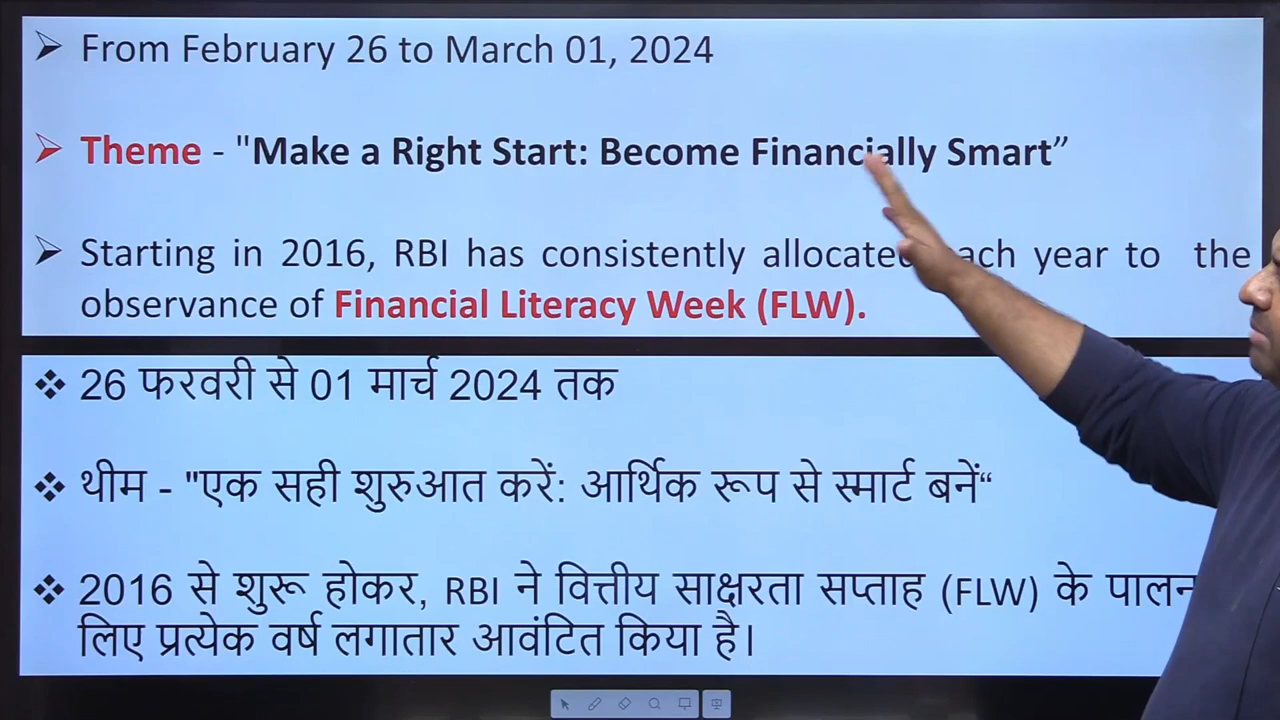 From February 26 to March 01, 2024
Theme - "Make a Right Start: Become Financially Smart”
Starting in 2016, RBI has consistently allocated each year to the
observance of Financial Literacy Week (FLW).
26 फरवरी से 01 मार्च 2024 तक
थीम - "एक सही शुरुआत करें: आर्थिक रूप से स्मार्ट बनें“
2016 से शुरू होकर, RBI ने वित्तीय साक्षरता सप्ताह (FLW) के पालन
लिए प्रत्येक वर्ष लगातार आवंटित किया है।